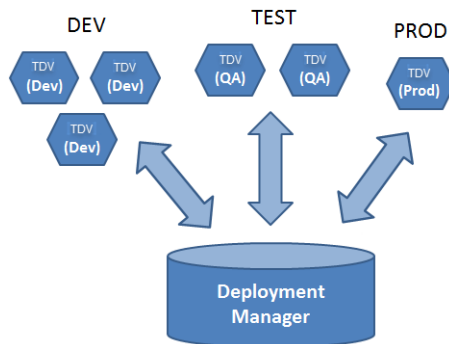 DEV
TEST
PROD
TDV
(Dev)
TDV
(Dev)
TDV
(Dev)
TDV
(QA)
TDV
(QA)
TDV
(Prod)
Deployment
Manager